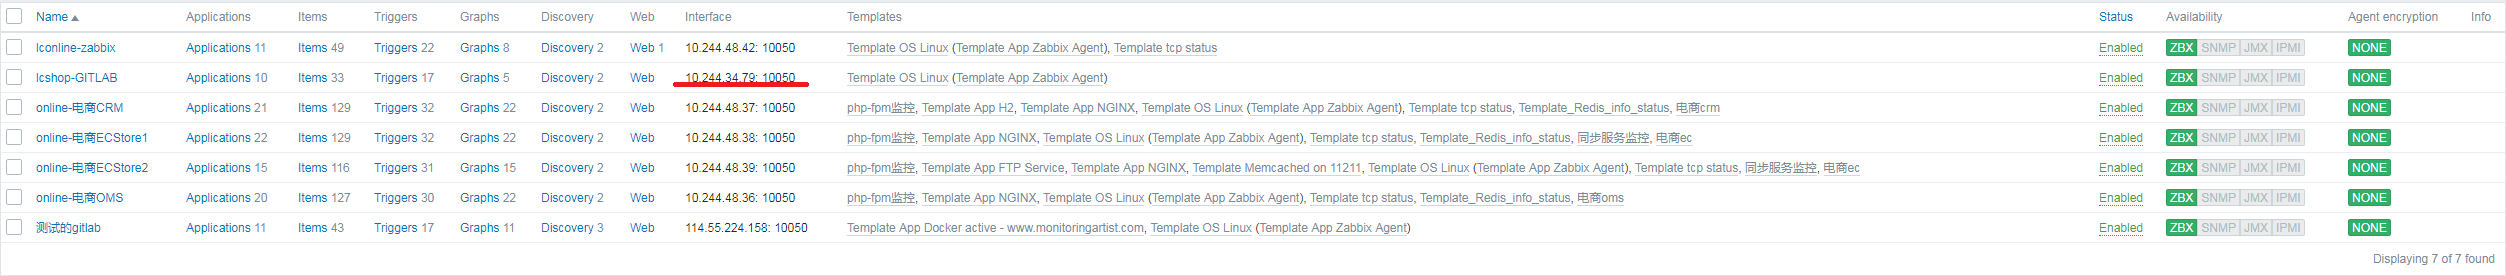 Name Applications Items Triggers Graphs Discovery Web Interface Templates Status Availability Agent encryption Info
lconline-zabbix Applications 11 Items 49 Triggers 22 Graphs 8 Discovery 2 Web 1 10.244.48.42: 10050 Template OS Linux (Template App Zabbix Agent), Template tcp status Enabled ZBX SNMP JMX IPMI NONE
lcshop-GITLAB Applications 10 Items 33 Triggers 17 Graphs 5 Discovery 2 Web 10.244.34.79: 10050 Template OS Linux (Template App Zabbix Agent) Enabled ZBX SNMP JMX IPMI NONE
online-电商CRM Applications 21 Items 129 Triggers 32 Graphs 22 Discovery 2 Web 10.244.48.37: 10050 php-fpm监控, Template App H2, Template App NGINX, Template OS Linux (Template App Zabbix Agent), Template tcp status, Template_Redis_info_status, 电商crm Enabled ZBX SNMP JMX IPMI NONE
online-电商ECStore1 Applications 22 Items 129 Triggers 32 Graphs 22 Discovery 2 Web 10.244.48.38: 10050 php-fpm监控, Template App NGINX, Template OS Linux (Template App Zabbix Agent), Template tcp status, Template_Redis_info_status, 同步服务监控, 电商ec Enabled ZBX SNMP JMX IPMI NONE
online-电商ECStore2 Applications 15 Items 116 Triggers 31 Graphs 15 Discovery 2 Web 10.244.48.39: 10050 php-fpm监控, Template App FTP Service, Template App NGINX, Template Memcached on 11211, Template OS Linux (Template App Zabbix Agent), Template tcp status, 同步服务监控, 电商ec Enabled ZBX SNMP JMX IPMI NONE
online-电商OMS Applications 20 Items 127 Triggers 30 Graphs 22 Discovery 2 Web 10.244.48.36: 10050 php-fpm监控, Template App NGINX, Template OS Linux (Template App Zabbix Agent), Template tcp status, Template_Redis_info_status, 电商oms Enabled ZBX SNMP JMX IPMI NONE
测试的gitlab Applications 11 Items 43 Triggers 17 Graphs 11 Discovery 3 Web 114.55.224.158: 10050 Template App Docker active - www.monitoringartist.com, Template OS Linux (Template App Zabbix Agent) Enabled ZBX SNMP JMX IPMI NONE
Displaying 7 of 7 found